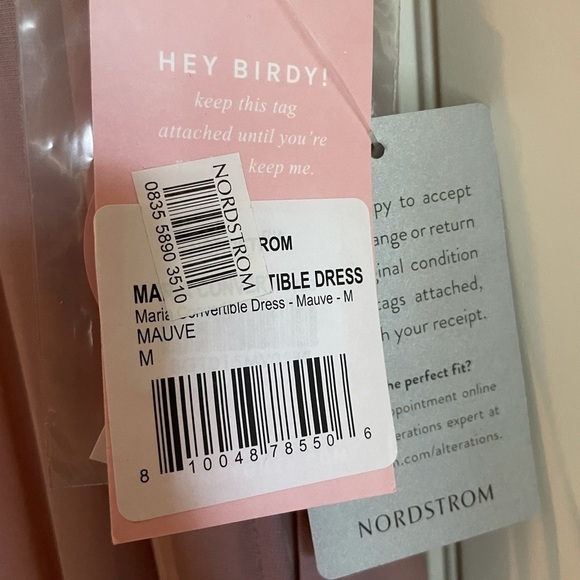 HEY BIRDY!
keep this tag
attached until you're
keep me.
NORDSTROM
0835 5890 3510
ROM
MA CONVERTIBLE DRESS
Maria Convertible Dress - Mauve - M
MAUVE
M
8 10048 78550 6
py to accept
ange or return
inal condition
tags attached,
h your receipt.
he perfect fit?
ppointment online
erations expert at
m.com/alterations.
NORDSTROM